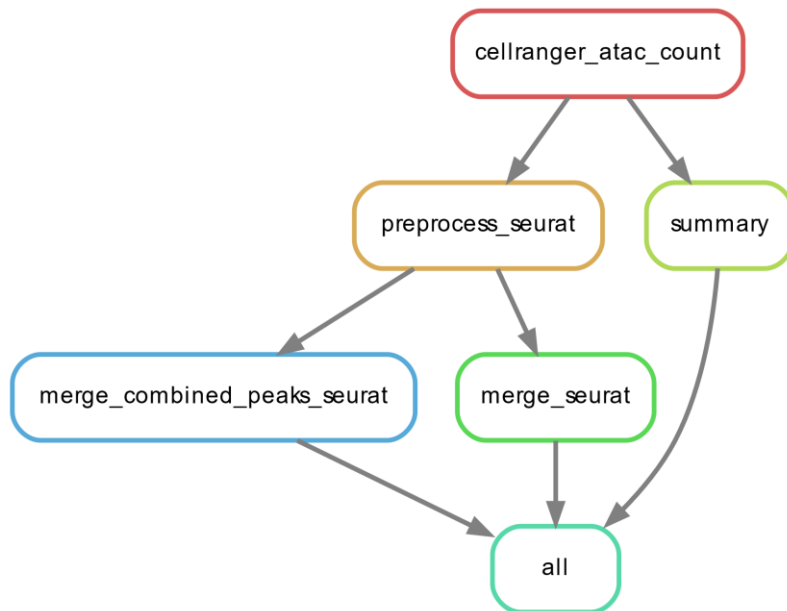 cellranger_atac_count
preprocess_seurat
summary
merge_combined_peaks_seurat
merge_seurat
all